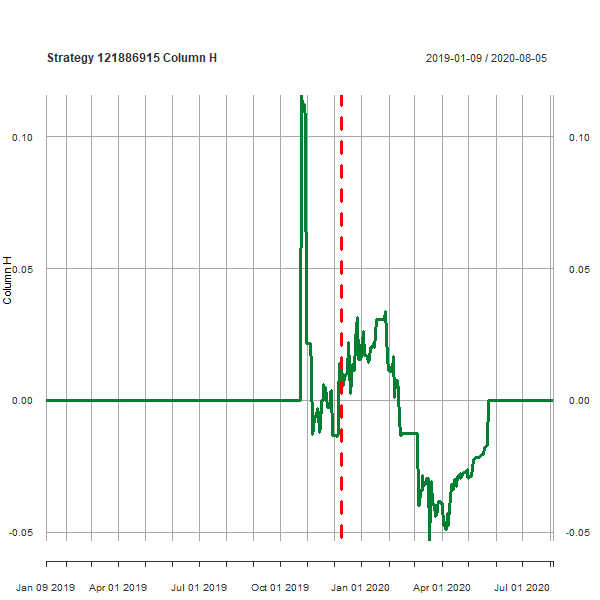 Strategy 121886915 Column H
2019-01-09 / 2020-08-05
0.10
0.10
0.05
0.05
Column H
0.00
0.00
-0.05
-0.05
Jan 09 2019
Apr 01 2019
Jul 01 2019
Oct 01 2019
Jan 01 2020
Apr 01 2020
Jul 01 2020